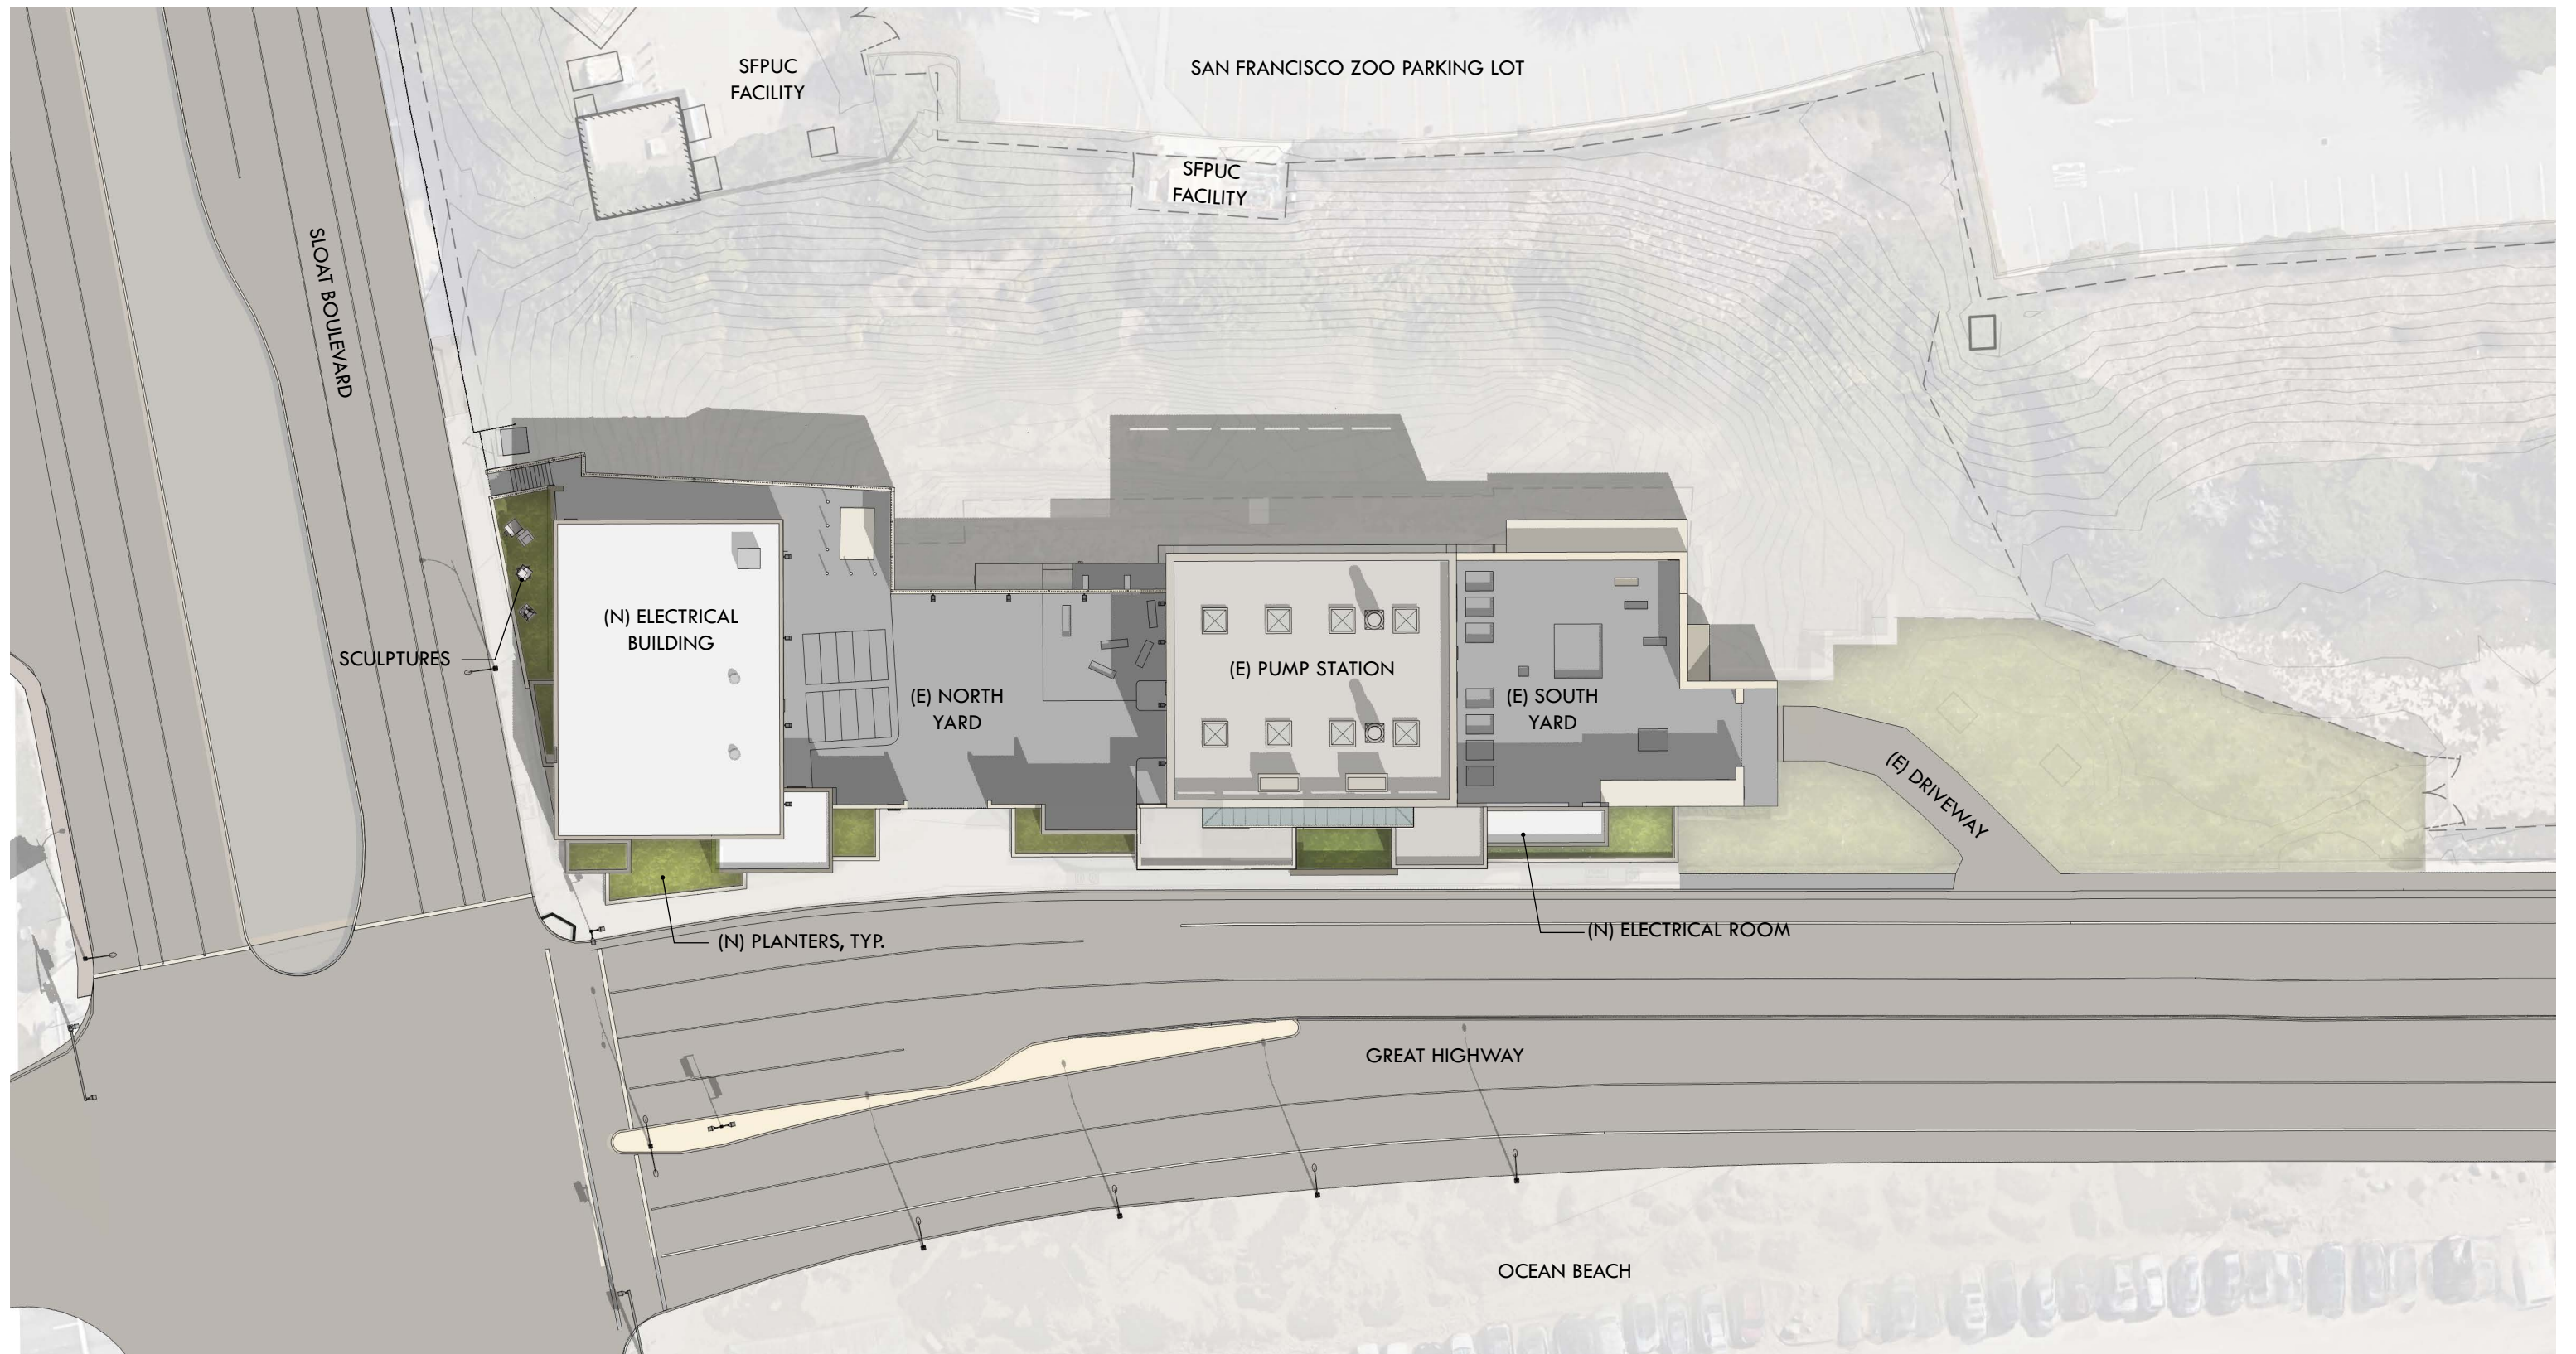 SFPUC
FACILITY
SAN FRANCISCO ZOO PARKING LOT
SFPUC
FACILITY
SLOAT BOULEVARD
(N) ELECTRICAL
BUILDING
SCULPTURES
(E) NORTH
YARD
(E) PUMP STATION
(E) SOUTH
YARD
(E) DRIVEWAY
(N) PLANTERS, TYP.
(N) ELECTRICAL ROOM
GREAT HIGHWAY
OCEAN BEACH